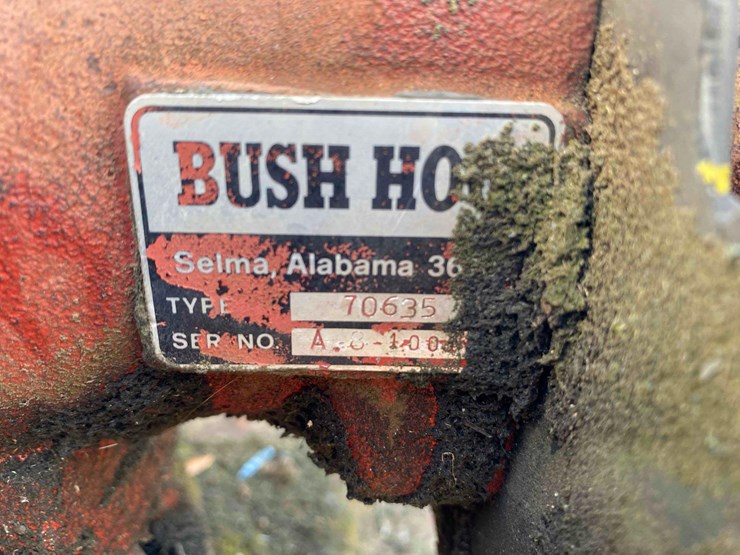 BUSH HO
Selma, Alabama 36
TYPE 70635
SER NO.